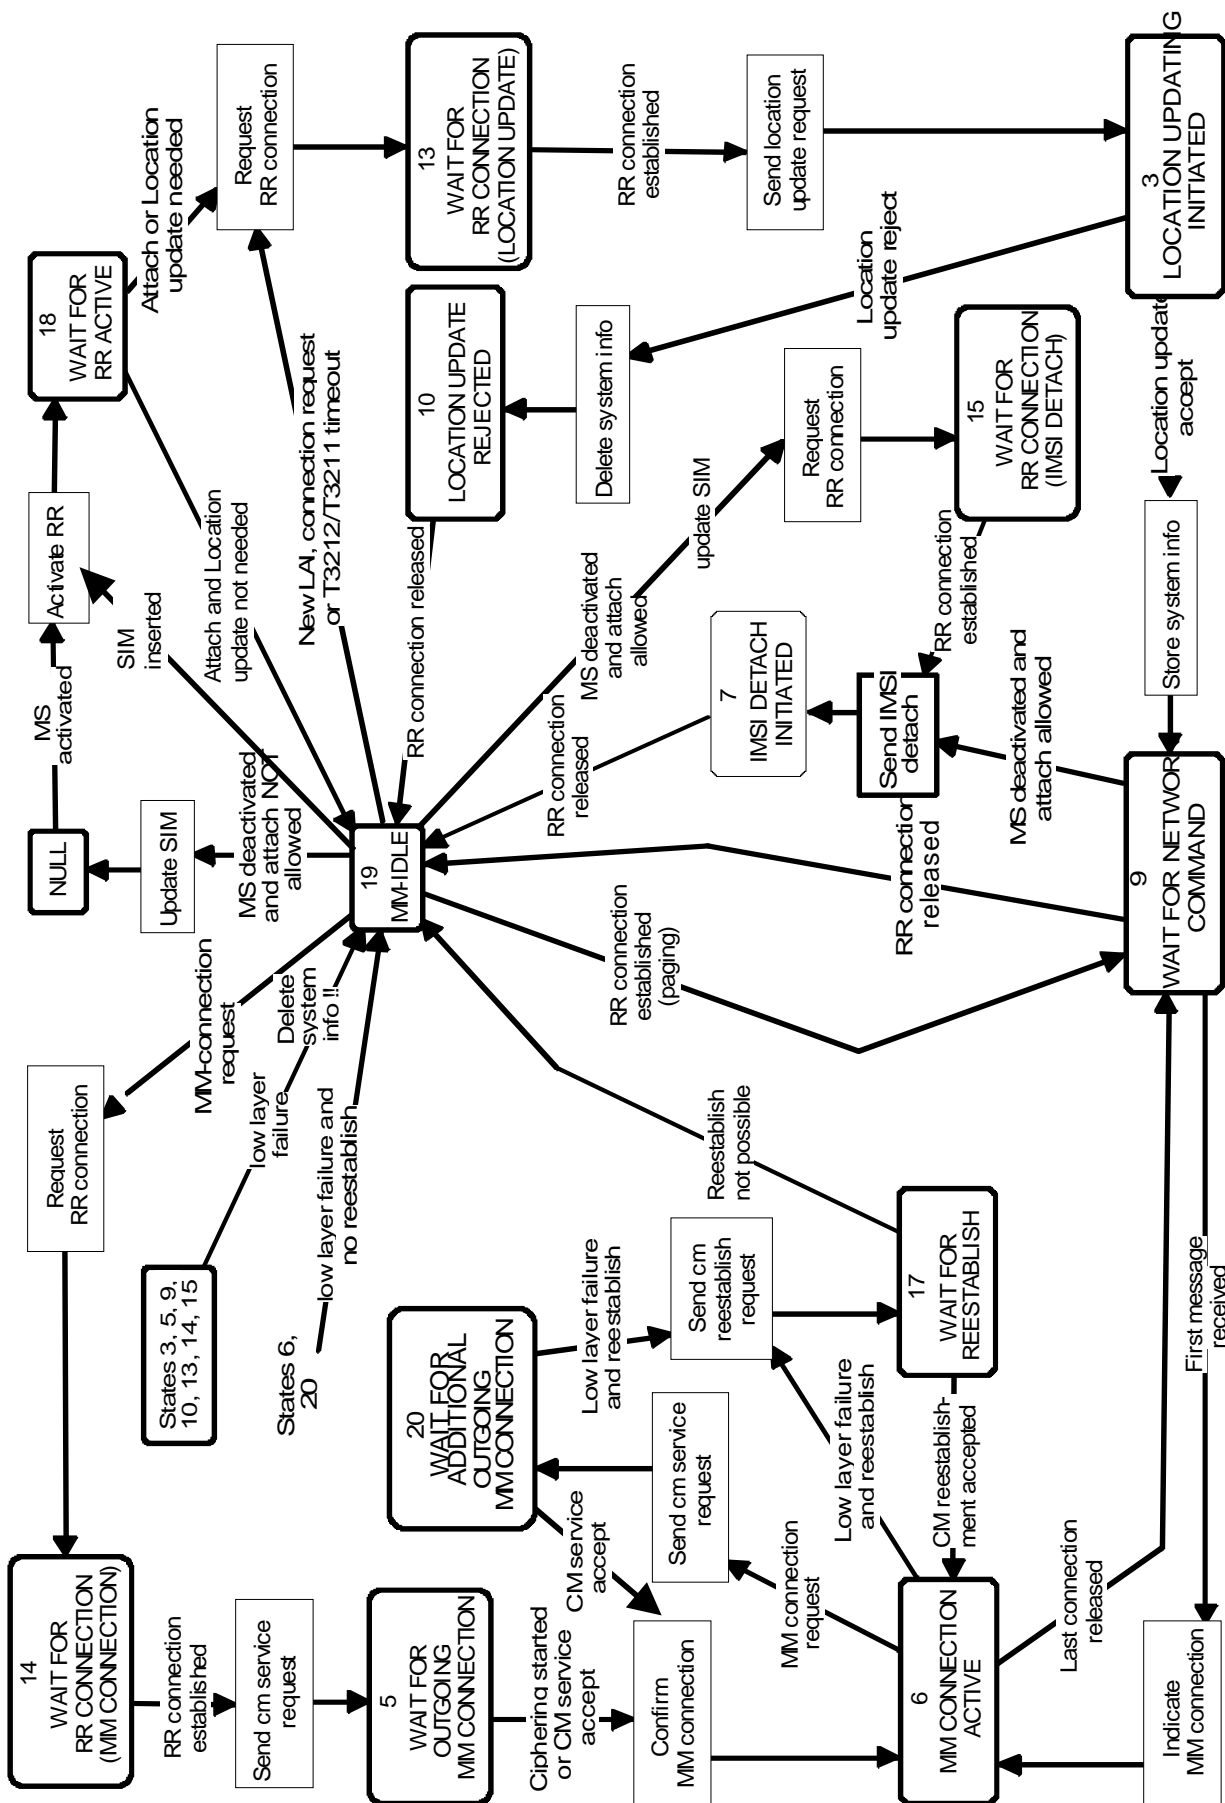 14
WAIT FOR
RR CONNECTION
(MM CONNECTION)
Request
RR connection
MM-connection
request
NULL
MS
activated
Activate RR
18
WAIT FOR
RR ACTIVE
Attach or Location
update needed
Request
RR connection
Update SIM
SIM
inserted
Attach and Location
update not needed
MS deactivated
and attach NOT
allowed
New LAI, connection request
or T3212/T3211 timeout
13
WAIT FOR
RR CONNECTION
(LOCATION UPDATE)
RR connection
established
Send location
update request
3
LOCATION UPDATING
INITIATED
Location
update reject
Delete system info
10
LOCATION UPDATE
REJECTED
RR connection released
19
MM-IDLE
States 3, 5, 9,
10, 13, 14, 15
low layer
failure
Delete
system
info !!
States 6,
20
low layer failure and
no reestablish
RR connection
established
Send cm service
request
5
WAIT FOR
OUTGOING
MM CONNECTION
Ciphering started
or CM service
accept
Confirm
MM connection
20
WAIT FOR
ADDITIONAL
OUTGOING
MM CONNECTION
CM service
accept
Low layer failure
and reestablish
Send cm
reestablish
request
Send cm service
request
MM connection
request
Low layer failure
and reestablish
17
WAIT FOR
REESTABLISH
Reestablish
not possible
CM reestablish-
ment accepted
6
MM CONNECTION
ACTIVE
Last connection
released
Indicate
MM connection
First message
received
RR connection
established
(paging)
RR connection
released
MS deactivated
and attach
allowed
update SIM
Request
RR connection
15
WAIT FOR
RR CONNECTION
(IMSI DETACH)
RR connection
established
7
IMSI DETACH
INITIATED
Send IMSI
detach
RR connection
released
MS deactivated and
attach allowed
9
WAIT FOR NETWORK
COMMAND
Store system info
Location update
accept